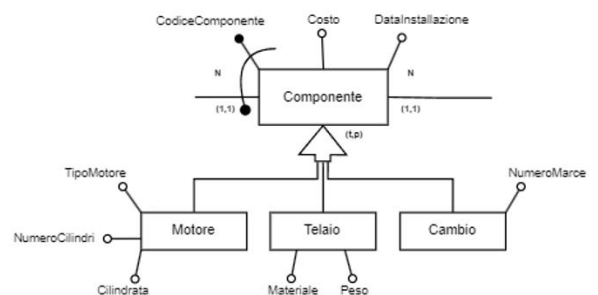 CodiceComponente
Costo
DataInstallazione
N
N
Componente
(1,1)
(1,1)
(t,p)
TipoMotore
NumeroMarce
Motore
Telaio
Cambio
NumeroCilindri
Cilindrata
Materiale
Peso